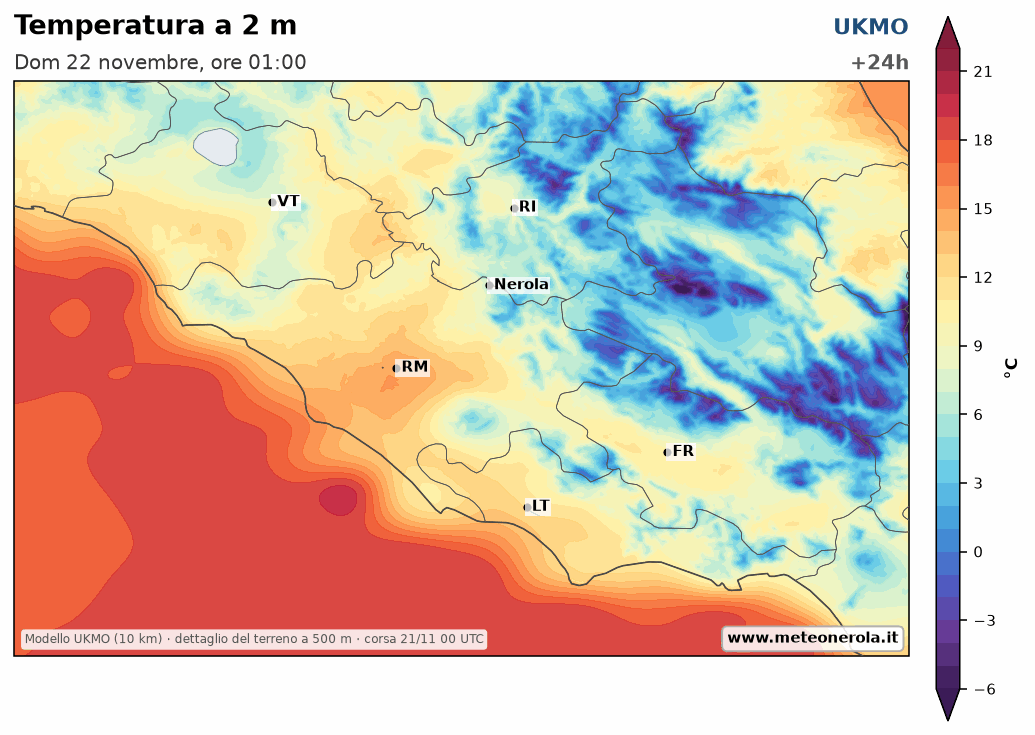 Temperatura a 2 m
UKMO
Dom 22 novembre, ore 01:00
+24h
VT
RI
Nerola
RM
FR
LT
Modello UKMO (10 km) · dettaglio del terreno a 500 m · corsa 21/11 00 UTC
www.meteonerola.it
21
18
15
12
9
6
3
0
−3
−6
°C